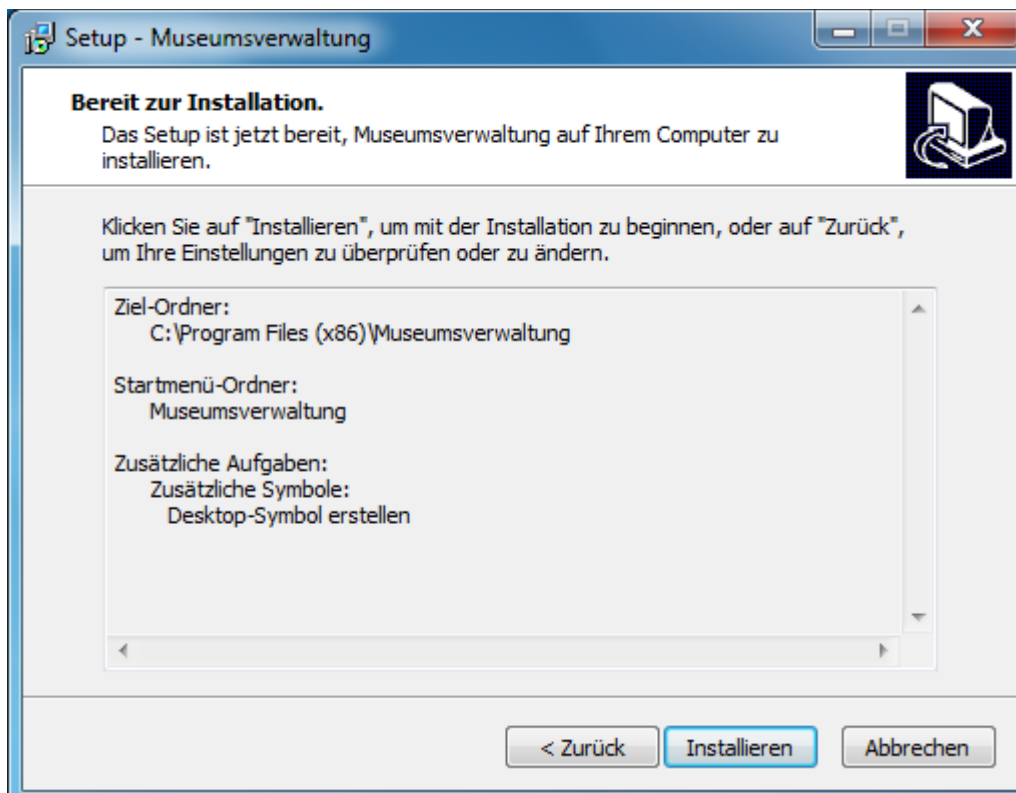 Setup - Museumsverwaltung
Bereit zur Installation.
Das Setup ist jetzt bereit, Museumsverwaltung auf Ihrem Computer zu
installieren.
Klicken Sie auf "Installieren", um mit der Installation zu beginnen, oder auf "Zurück",
um Ihre Einstellungen zu überprüfen oder zu ändern.
Ziel-Ordner:
C:\Program Files (x86)\Museumsverwaltung
Startmenü-Ordner:
Museumsverwaltung
Zusätzliche Aufgaben:
Zusätzliche Symbole:
Desktop-Symbol erstellen
< Zurück
Installieren
Abbrechen